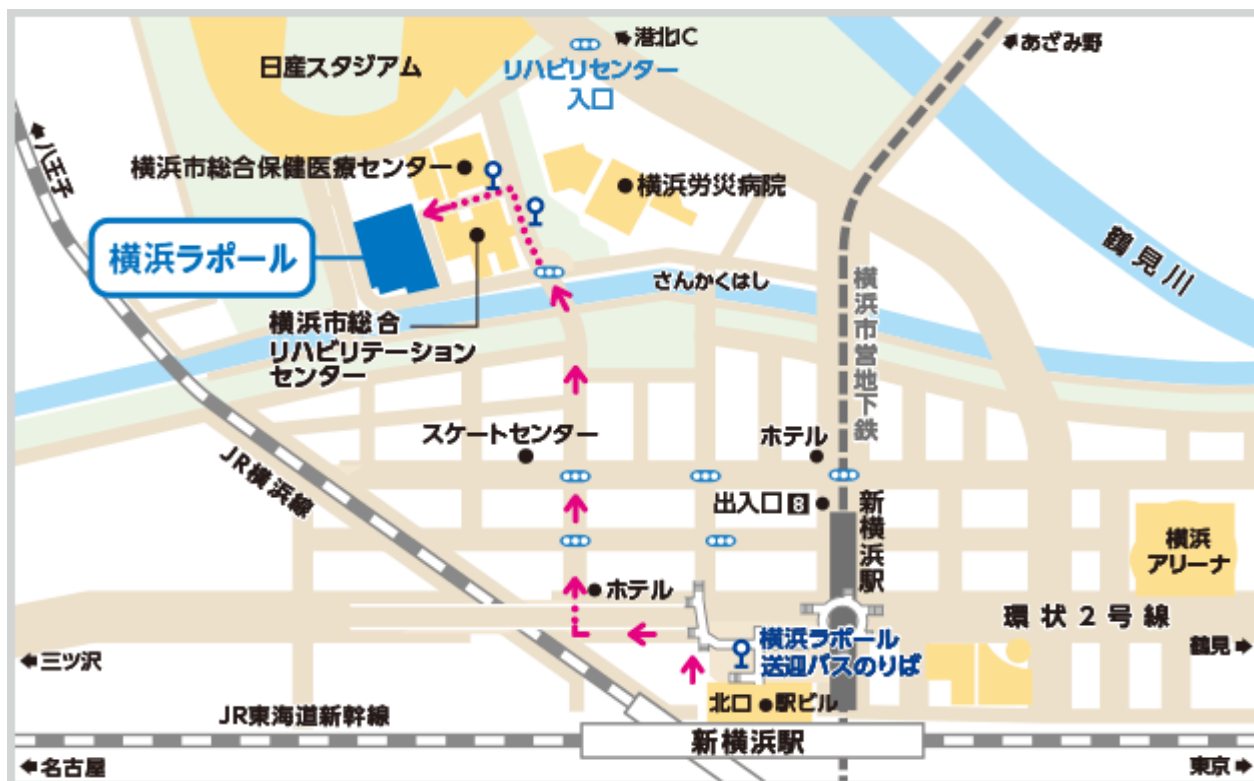 港北IC
あざみ野
日産スタジアム
リハビリセンター
入口
八王子
横浜市総合保健医療センター
横浜労災病院
横浜ラポール
鶴見川
さんかくはし
横浜市総合
リハビリテーション
センター
横浜市営地下鉄
スケートセンター
ホテル
JR横浜線
出入口8
新横浜駅
横浜
アリーナ
ホテル
環状2号線
横浜ラポール
送迎バスのりば
三ツ沢
鶴見
北口
駅ビル
JR東海道新幹線
新横浜駅
名古屋
東京